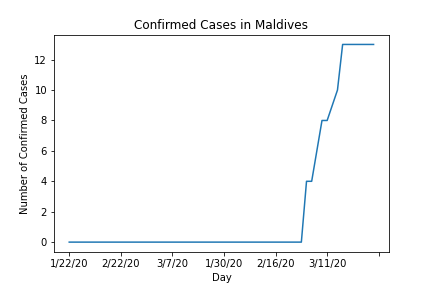 Confirmed Cases in Maldives
Number of Confirmed Cases
12
10
8
6
4
2
0
1/22/20 2/22/20 3/7/20 1/30/20 2/16/20 3/11/20
Day